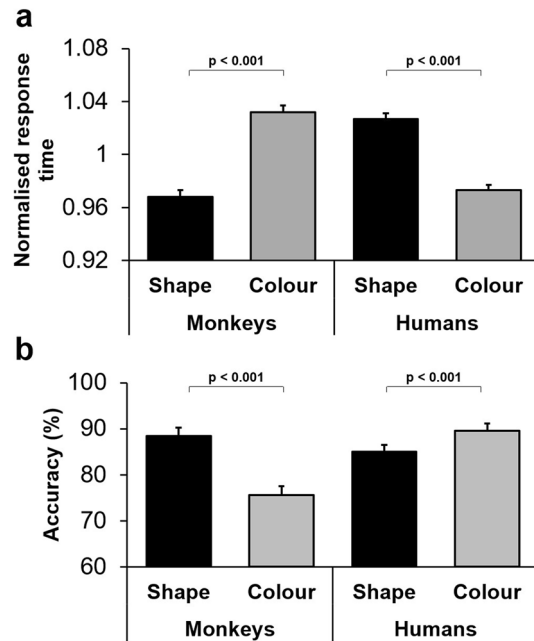 a
Normalised response time
1.08
1.04
1
0.96
0.92
p < 0.001
p < 0.001
Shape Colour Shape Colour
Monkeys Humans
b
Accuracy (%)
100
90
80
70
60
p < 0.001
p < 0.001
Shape Colour Shape Colour
Monkeys Humans